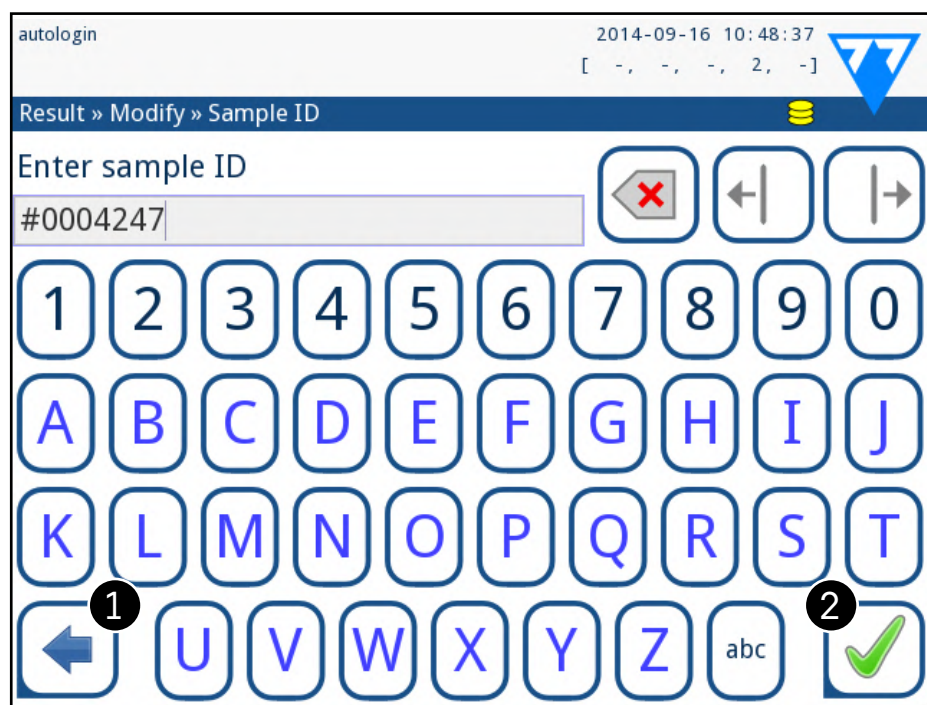 autologin
2014-09-16 10:48:37
[ -, -, -, 2, -]
Result » Modify » Sample ID
Enter sample ID
#0004247
1 2 3 4 5 6 7 8 9 0
A B C D E F G H I J
K L M N O P Q R S T
1 2
U V W X Y Z abc